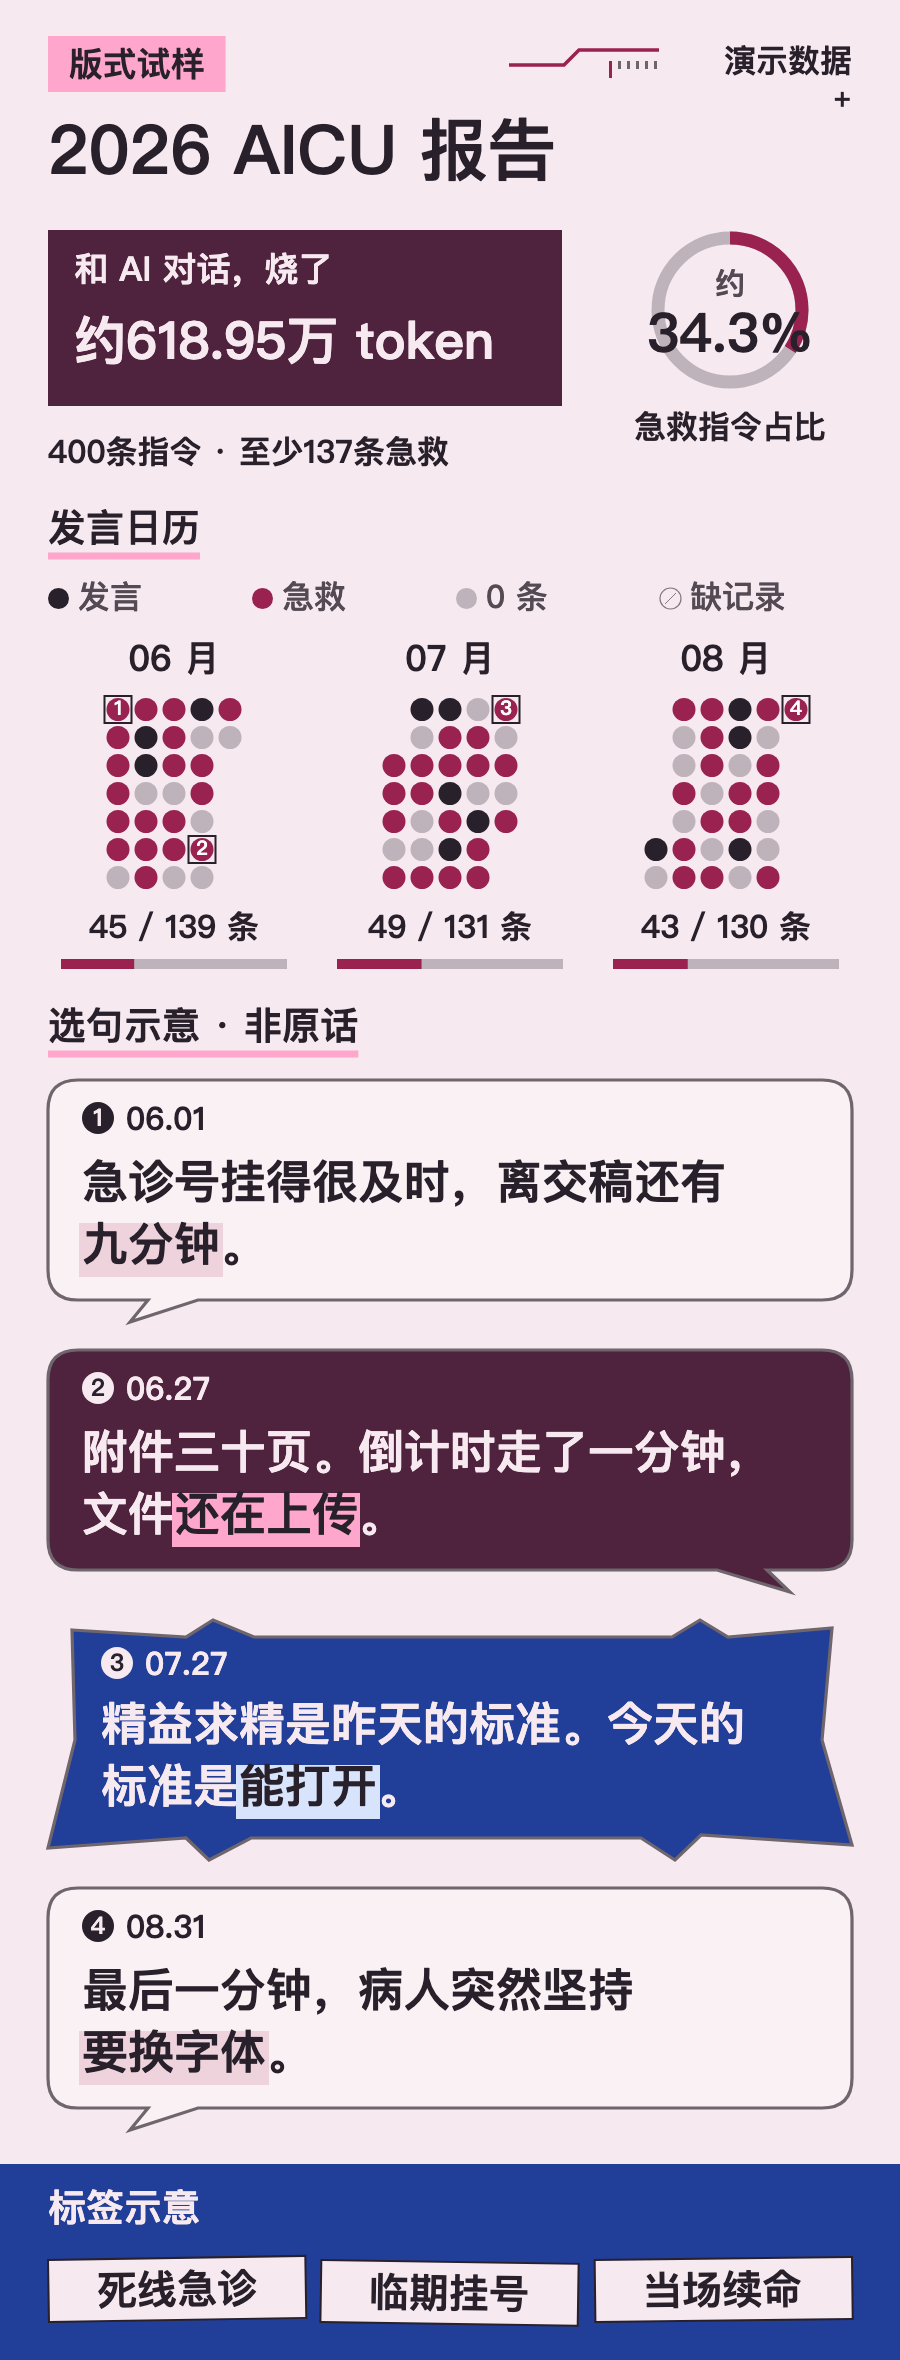 版式试样
演示数据
+
2026 AICU 报告
和 AI 对话，烧了
约618.95万 token
约
34.3%
急救指令占比
400条指令 · 至少137条急救
发言日历
发言 急救 0 条 缺记录
06 月 07 月 08 月
1 3 4
2
45 / 139 条 49 / 131 条 43 / 130 条
选句示意 · 非原话
1 06.01
急诊号挂得很及时，离交稿还有
九分钟。
2 06.27
附件三十页。倒计时走了一分钟，
文件还在上传。
3 07.27
精益求精是昨天的标准。今天的
标准是能打开。
4 08.31
最后一分钟，病人突然坚持
要换字体。
标签示意
死线急诊 临期挂号 当场续命